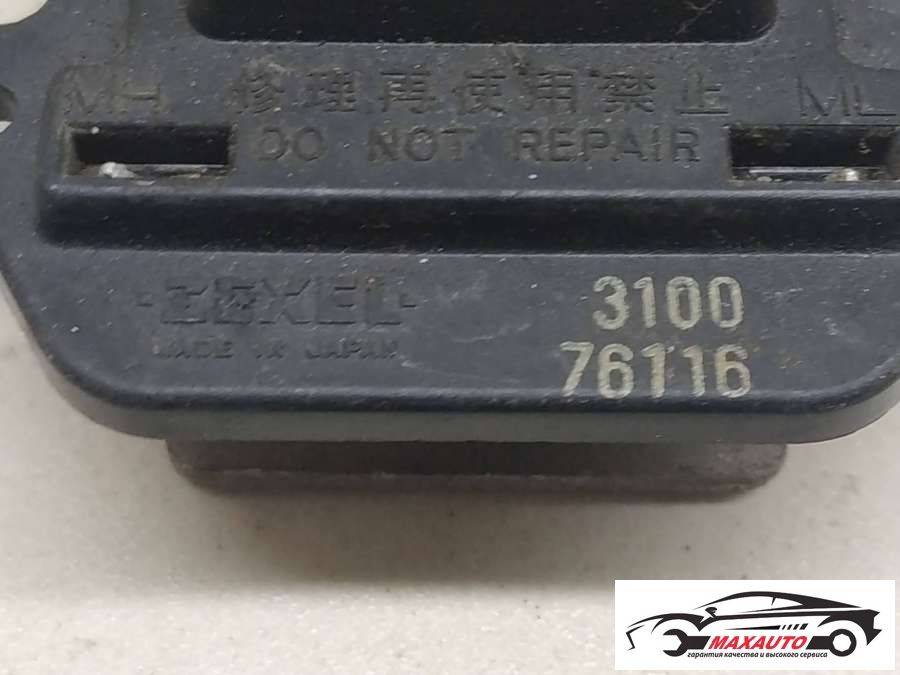 MH 修理再使用禁止 ML
DO NOT REPAIR
ZEXEL
MADE IN JAPAN
3100
76116
MAXAUTO
гарантия качества и высокого сервиса